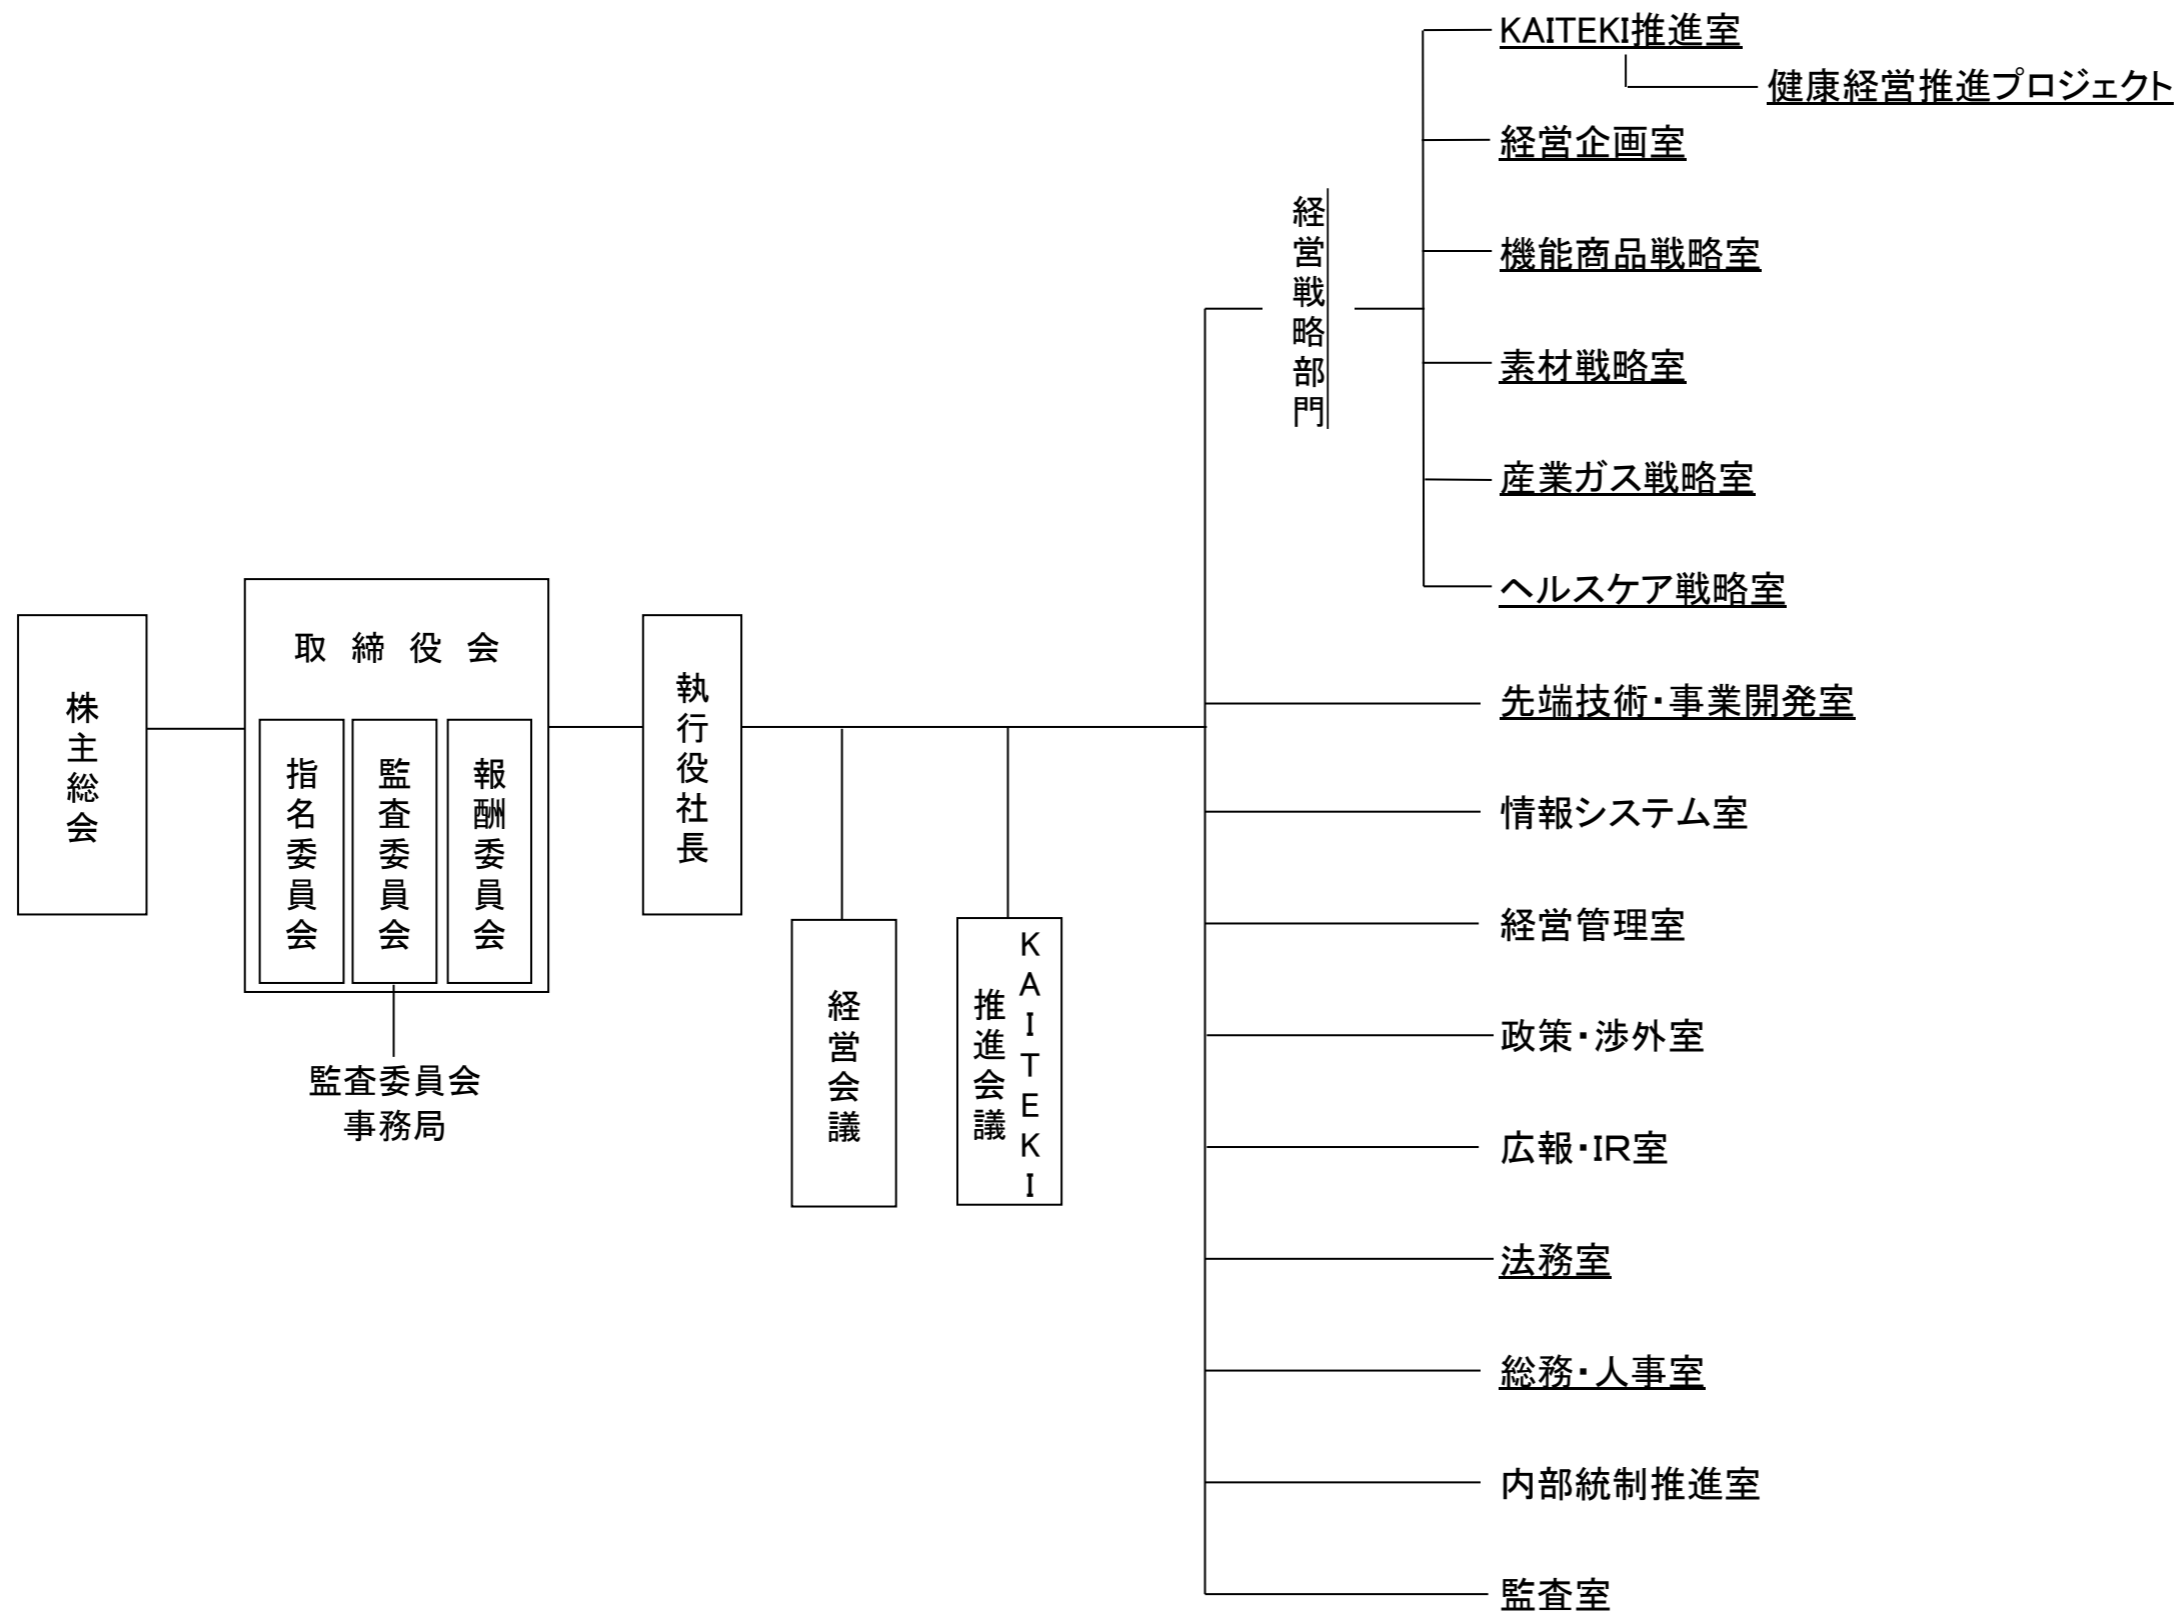 株主総会
取締役会
指名委員会
監査委員会
報酬委員会
監査委員会
事務局
執行役社長
経営会議
KAITEKI
推進会議
経営戦略部門
KAITEKI推進室
健康経営推進プロジェクト
経営企画室
機能商品戦略室
素材戦略室
産業ガス戦略室
ヘルスケア戦略室
先端技術・事業開発室
情報システム室
経営管理室
政策・渉外室
広報・IR室
法務室
総務・人事室
内部統制推進室
監査室